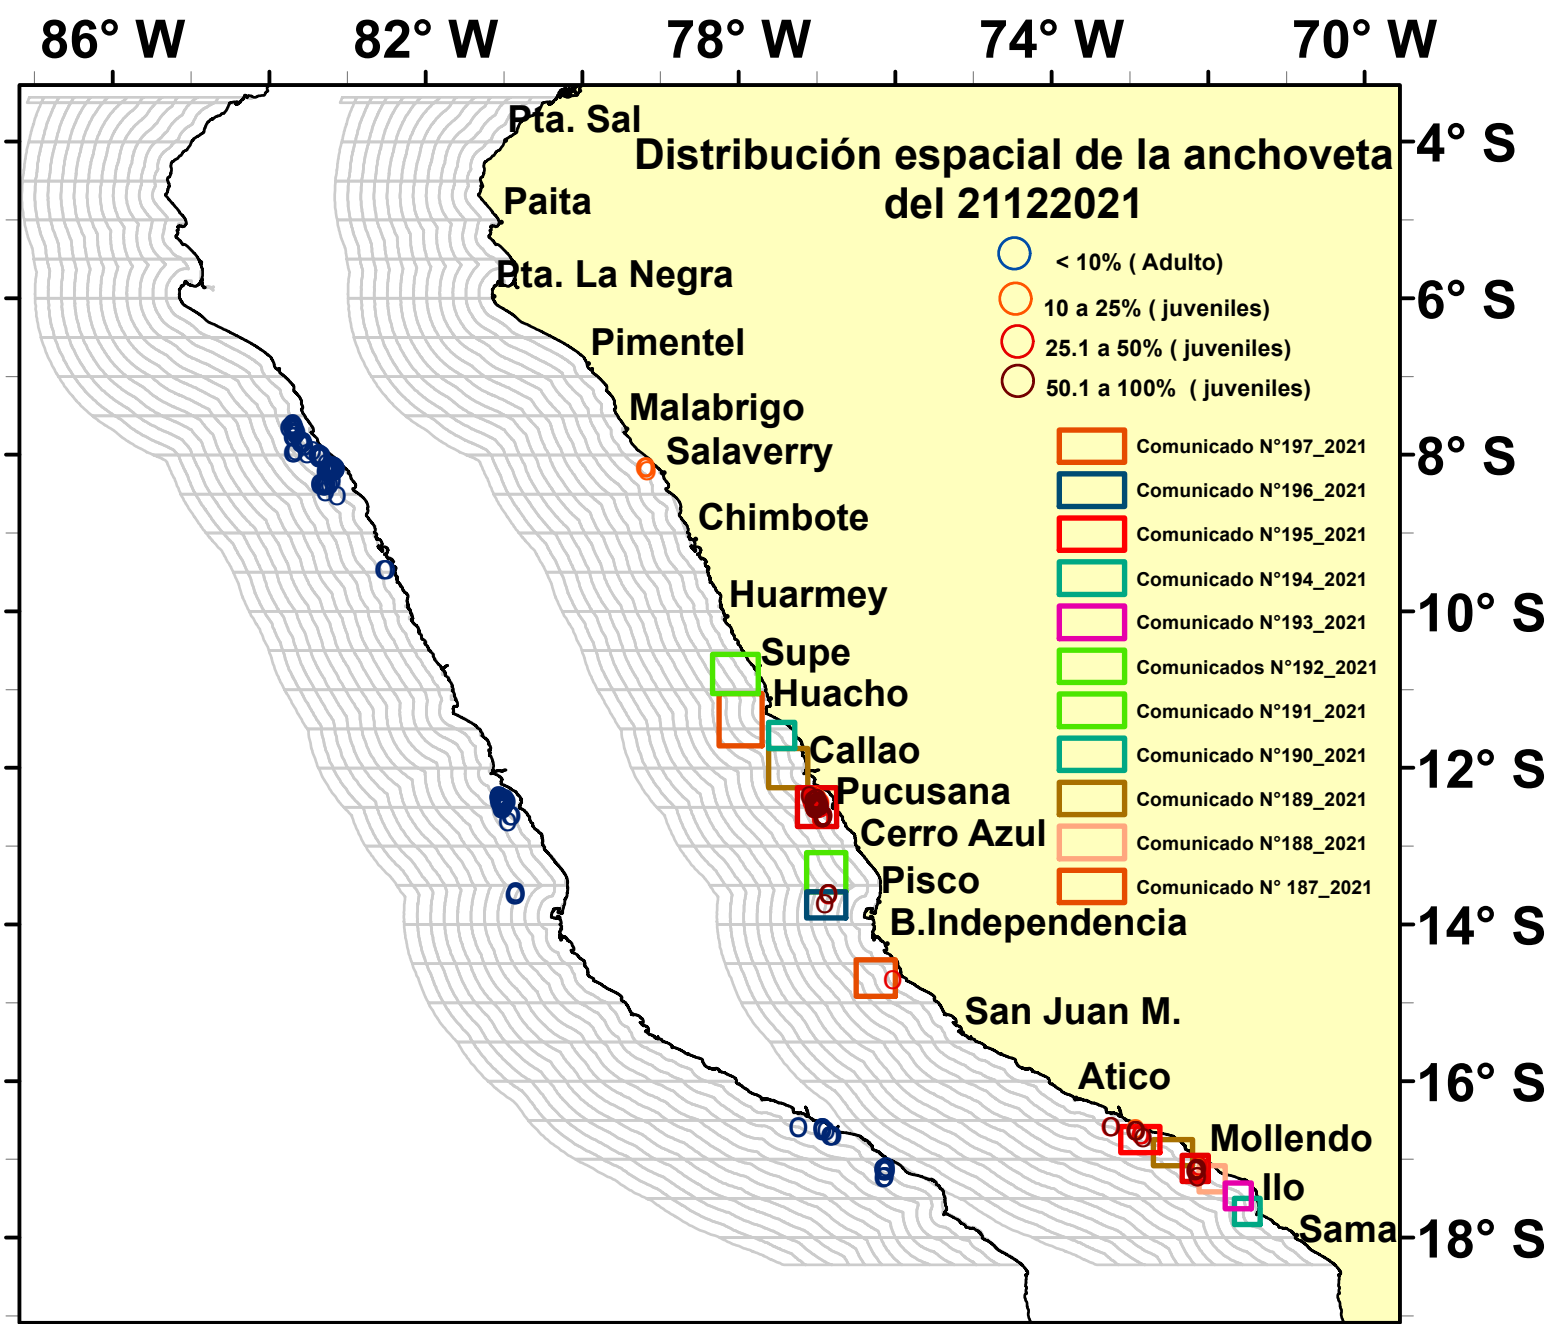 86° W 82° W 78° W 74° W 70° W
Pta. Sal
Distribución espacial de la anchoveta
del 21122021
4° S
Paita
< 10% ( Adulto)
Pta. La Negra
6° S
10 a 25% ( juveniles)
Pimentel
25.1 a 50% ( juveniles)
50.1 a 100% ( juveniles)
Malabrigo
Salaverry
Comunicado N°197_2021
8° S
Comunicado N°196_2021
Chimbote
Comunicado N°195_2021
Comunicado N°194_2021
Huarmey
10° S
Comunicado N°193_2021
Supe
Comunicados N°192_2021
Huacho
Comunicado N°191_2021
Callao
Comunicado N°190_2021
12° S
Pucusana
Comunicado N°189_2021
Cerro Azul
Comunicado N°188_2021
Pisco
Comunicado N° 187_2021
B.Independencia
14° S
San Juan M.
Atico
16° S
Mollendo
Ilo
Sama
18° S